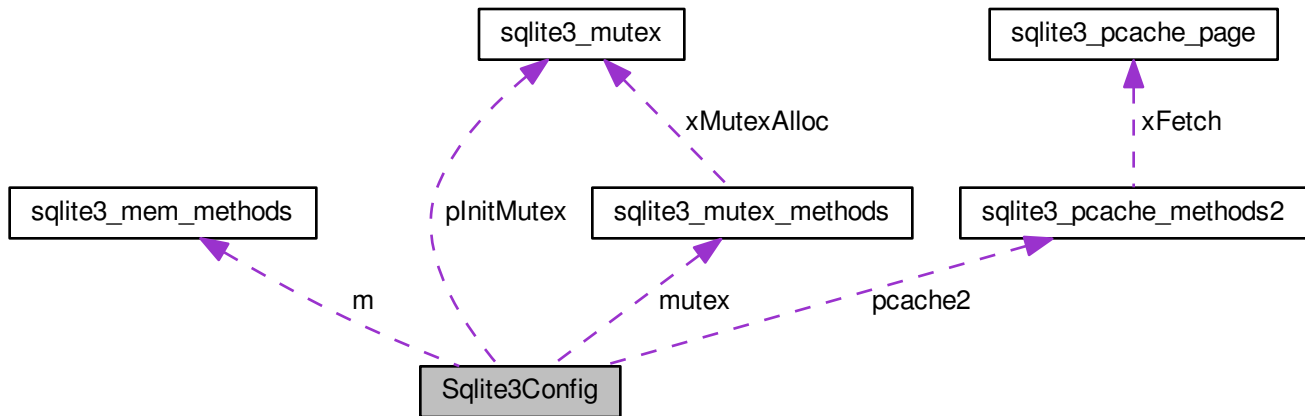 sqlite3_mutex
sqlite3_pcache_page
xMutexAlloc
xFetch
sqlite3_mem_methods
pInitMutex
sqlite3_mutex_methods
sqlite3_pcache_methods2
m
mutex
pcache2
Sqlite3Config